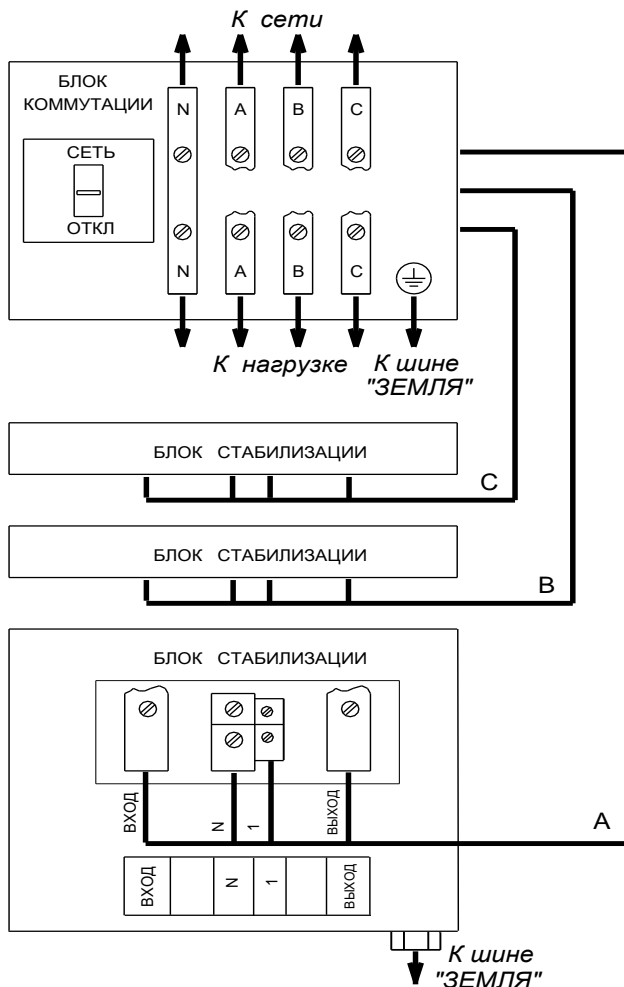 К сети
БЛОК
КОММУТАЦИИ
N A B C
СЕТЬ
ОТКЛ
N A B C
К нагрузке
К шине
"ЗЕМЛЯ"
БЛОК СТАБИЛИЗАЦИИ
C
БЛОК СТАБИЛИЗАЦИИ
B
БЛОК СТАБИЛИЗАЦИИ
ВХОД N 1 ВЫХОД
A
ВХОД N 1 ВЫХОД
К шине
"ЗЕМЛЯ"